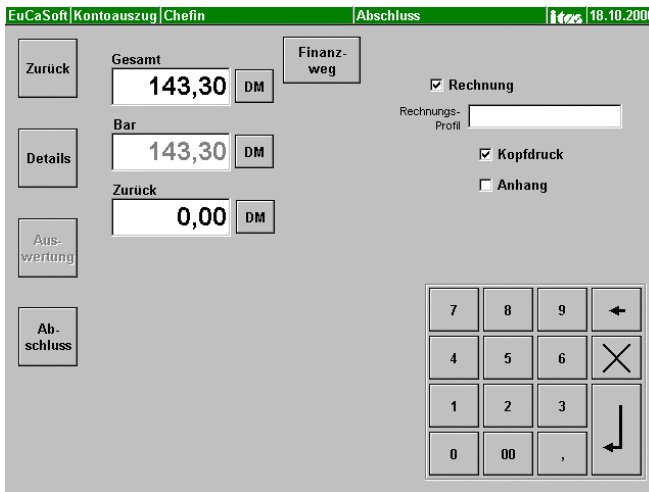 EuCaSoft Kontoauszug Chefin Abschluss itos 18.10.200
Zurück
Gesamt
143,30 DM
Finanz-
weg
Rechnung
Rechnungs-
Profil
Details
Bar
143,30 DM
Kopfdruck
Anhang
Aus-
wertung
Zurück
0,00 DM
Ab-
schluss
7 8 9
4 5 6
1 2 3
0 00 ,